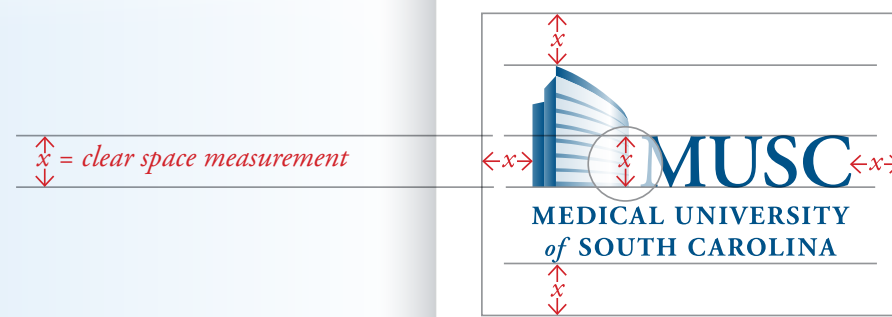 x
x = clear space measurement
x
x
MUSC
x
MEDICAL UNIVERSITY
of SOUTH CAROLINA
x